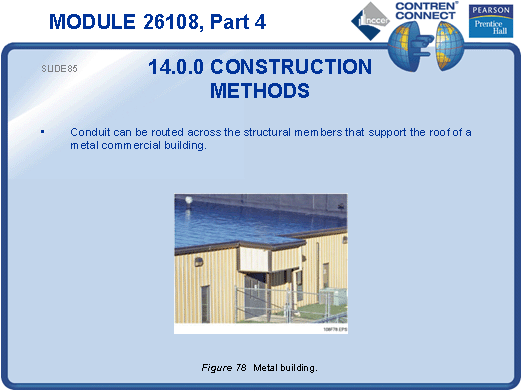 MODULE 26108, Part 4
nccer
CONTREN®
CONNECT
PEARSON
Prentice
Hall
SLIDE 85
14.0.0 CONSTRUCTION
METHODS
• Conduit can be routed across the structural members that support the roof of a
metal commercial building.
108F78.EPS
Figure 78 Metal building.